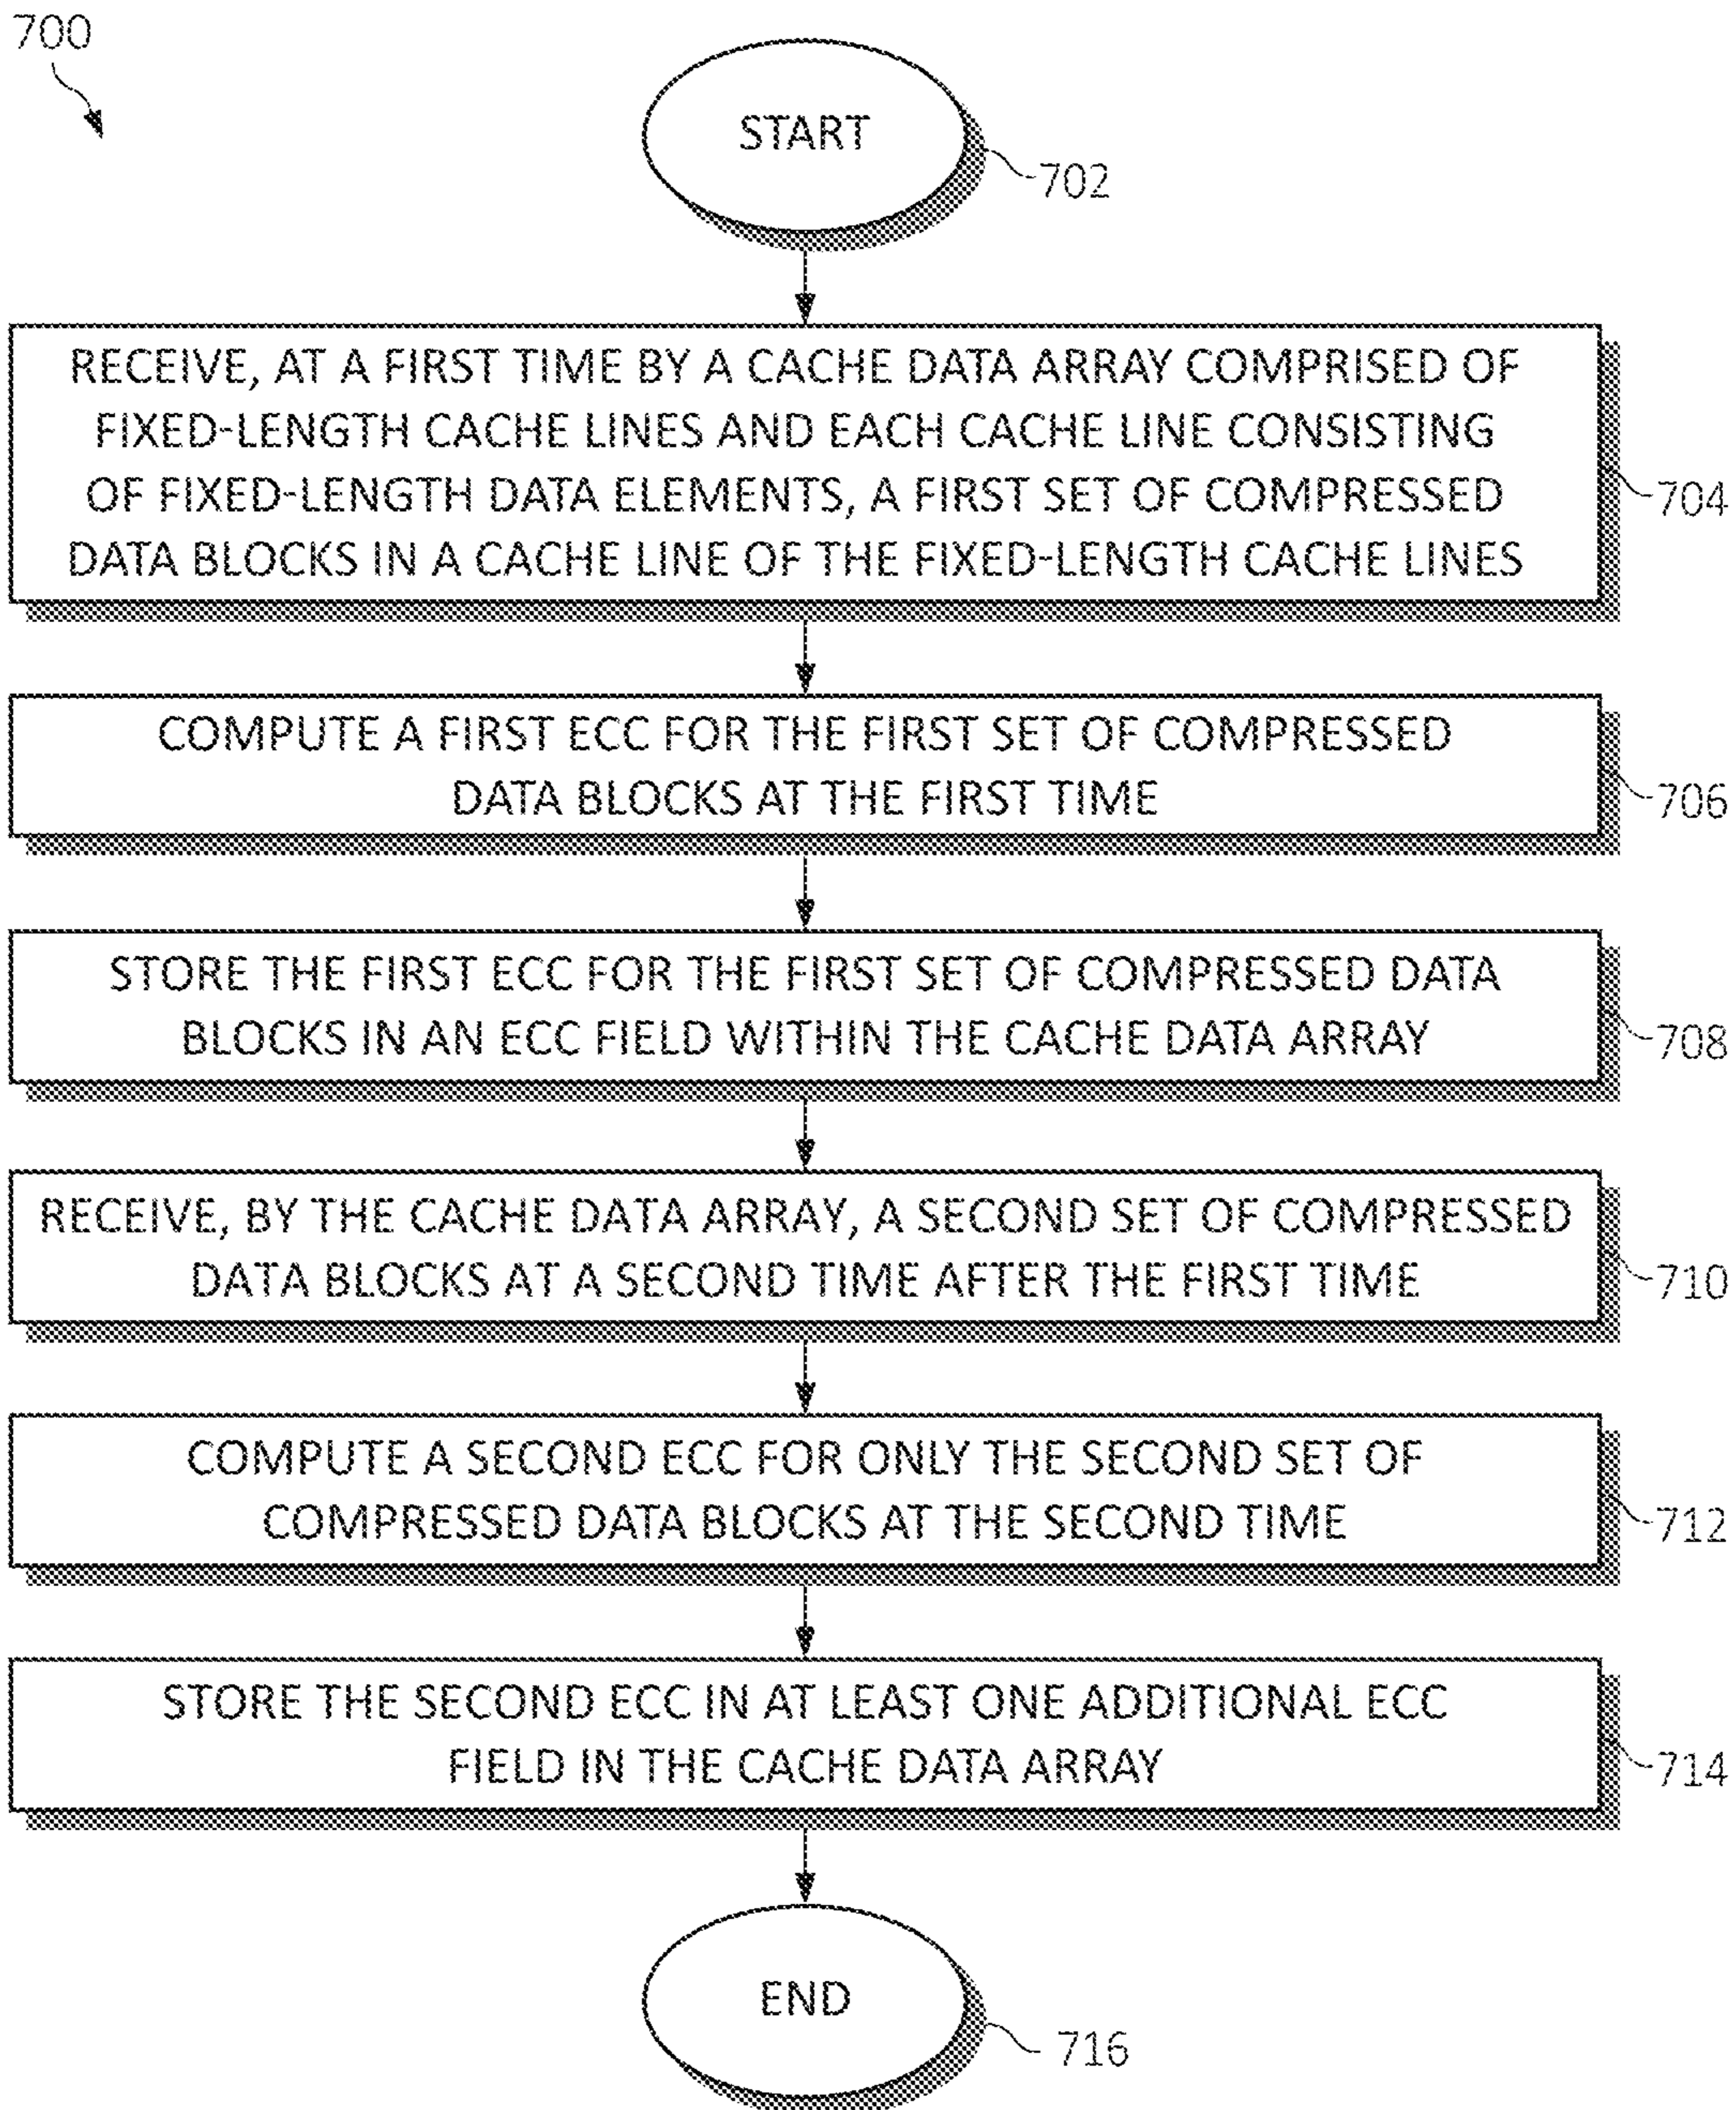 700
START
702
RECEIVE, AT A FIRST TIME BY A CACHE DATA ARRAY COMPRISED OF
FIXED-LENGTH CACHE LINES AND EACH CACHE LINE CONSISTING
OF FIXED-LENGTH DATA ELEMENTS, A FIRST SET OF COMPRESSED
DATA BLOCKS IN A CACHE LINE OF THE FIXED-LENGTH CACHE LINES
704
COMPUTE A FIRST ECC FOR THE FIRST SET OF COMPRESSED
DATA BLOCKS AT THE FIRST TIME
706
STORE THE FIRST ECC FOR THE FIRST SET OF COMPRESSED DATA
BLOCKS IN AN ECC FIELD WITHIN THE CACHE DATA ARRAY
708
RECEIVE, BY THE CACHE DATA ARRAY, A SECOND SET OF COMPRESSED
DATA BLOCKS AT A SECOND TIME AFTER THE FIRST TIME
710
COMPUTE A SECOND ECC FOR ONLY THE SECOND SET OF
COMPRESSED DATA BLOCKS AT THE SECOND TIME
712
STORE THE SECOND ECC IN AT LEAST ONE ADDITIONAL ECC
FIELD IN THE CACHE DATA ARRAY
714
END
716